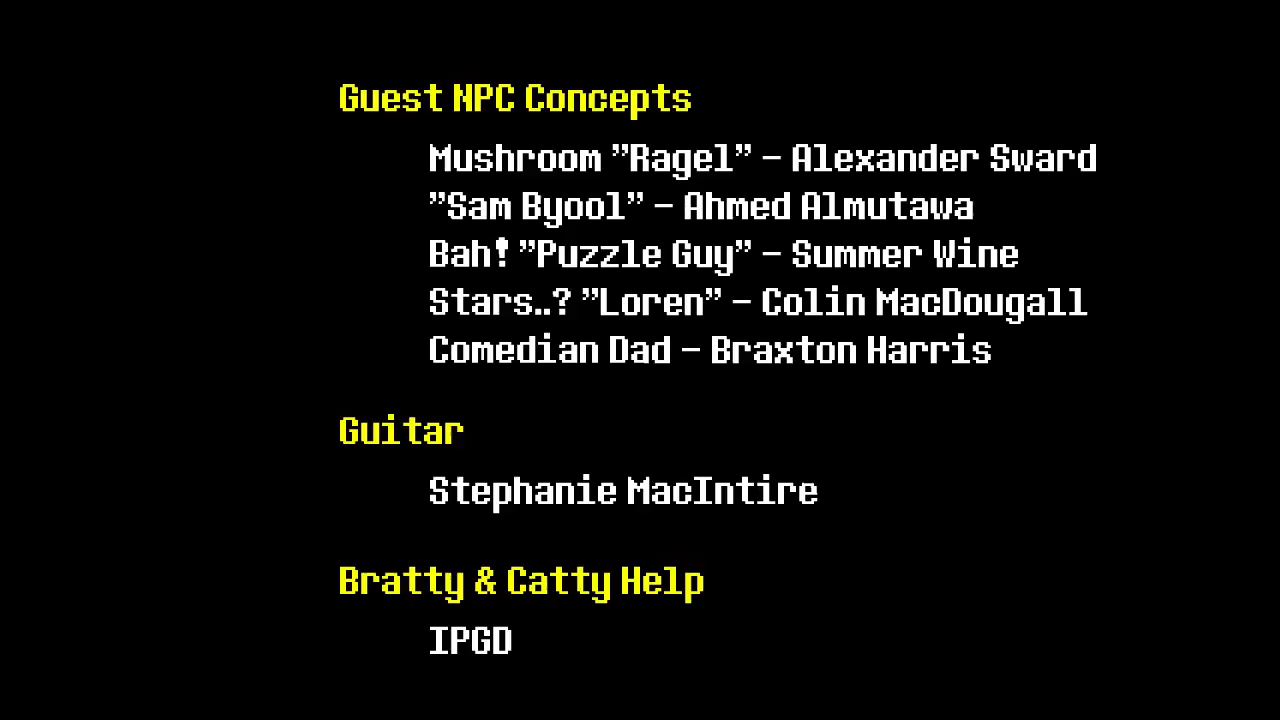 Guest NPC Concepts
Mushroom "Ragel" - Alexander Sward
"Sam Byool" - Ahmed Almutawa
Bah! "Puzzle Guy" - Summer Wine
Stars..? "Loren" - Colin MacDougall
Comedian Dad - Braxton Harris
Guitar
Stephanie MacIntire
Bratty & Catty Help
IPGD